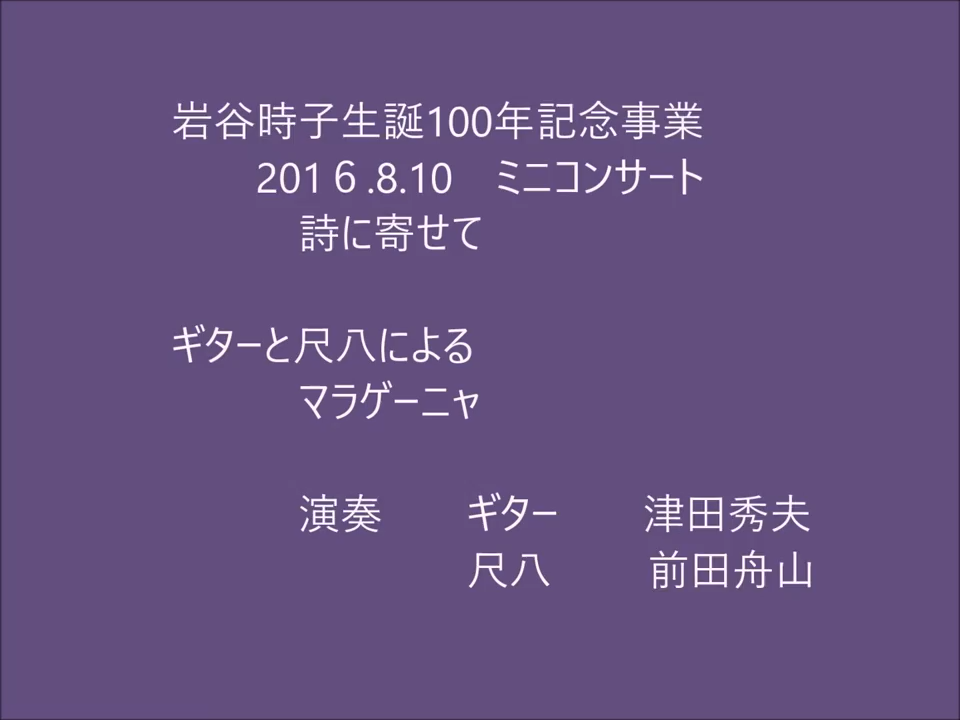 岩谷時子生誕100年記念事業
201６.8.10　ミニコンサート
詩に寄せて
ギターと尺八による
マラゲーニャ
演奏　ギター　津田秀夫
尺八　前田舟山